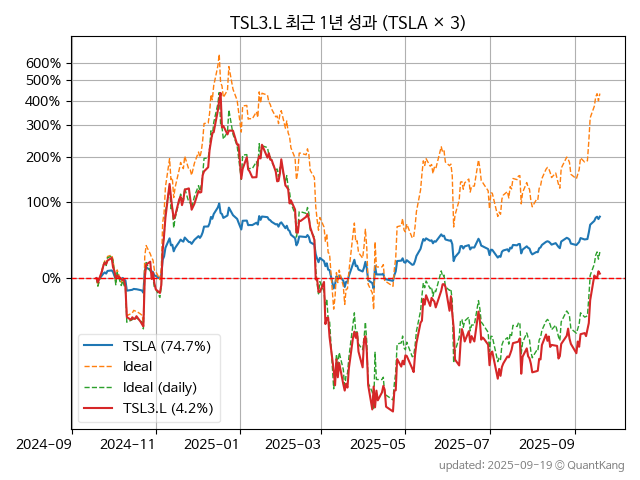 TSL3.L 최근 1년 성과 (TSLA × 3)
600%
500%
400%
300%
200%
100%
0%
TSLA (74.7%)
Ideal
Ideal (daily)
TSL3.L (4.2%)
2024-09 2024-11 2025-01 2025-03 2025-05 2025-07 2025-09
updated: 2025-09-19 © QuantKang